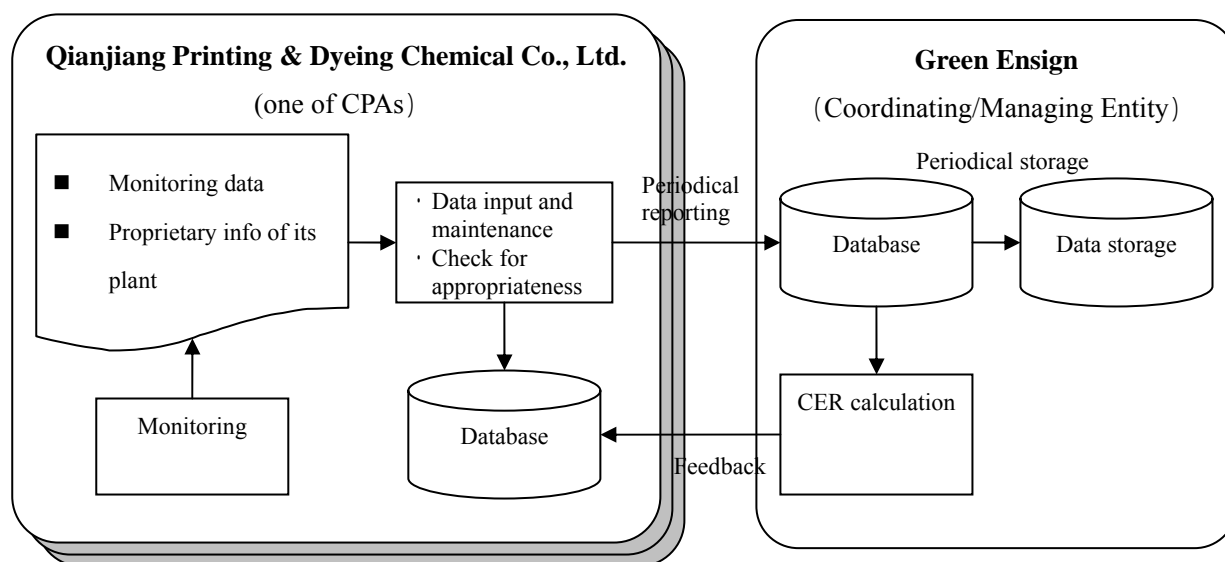 Qianjiang Printing & Dyeing Chemical Co., Ltd.
(one of CPAs)
■ Monitoring data
■ Proprietary info of its
plant
· Data input and
maintenance
· Check for
appropriateness
Monitoring
Database
Periodical
reporting
Feedback
Green Ensign
(Coordinating/Managing Entity)
Periodical storage
Database
Data storage
CER calculation